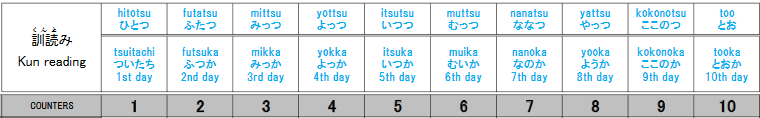 くんよ
訓読み
Kun reading
hitotsu futatsu mittsu yottsu itsutsu muttsu nanatsu yattsu kokonotsu too
ひとつ ふたつ みっつ よっつ いつつ むっつ ななつ やっつ ここのつ とお
tsuitachi futsuka mikka yokka itsuka muika nanoka yooka kokonoka tooka
ついたち ふつか みっか よっか いつか むいか なのか ようか ここのか とおか
1st day 2nd day 3rd day 4th day 5th day 6th day 7th day 8th day 9th day 10th day
COUNTERS 1 2 3 4 5 6 7 8 9 10